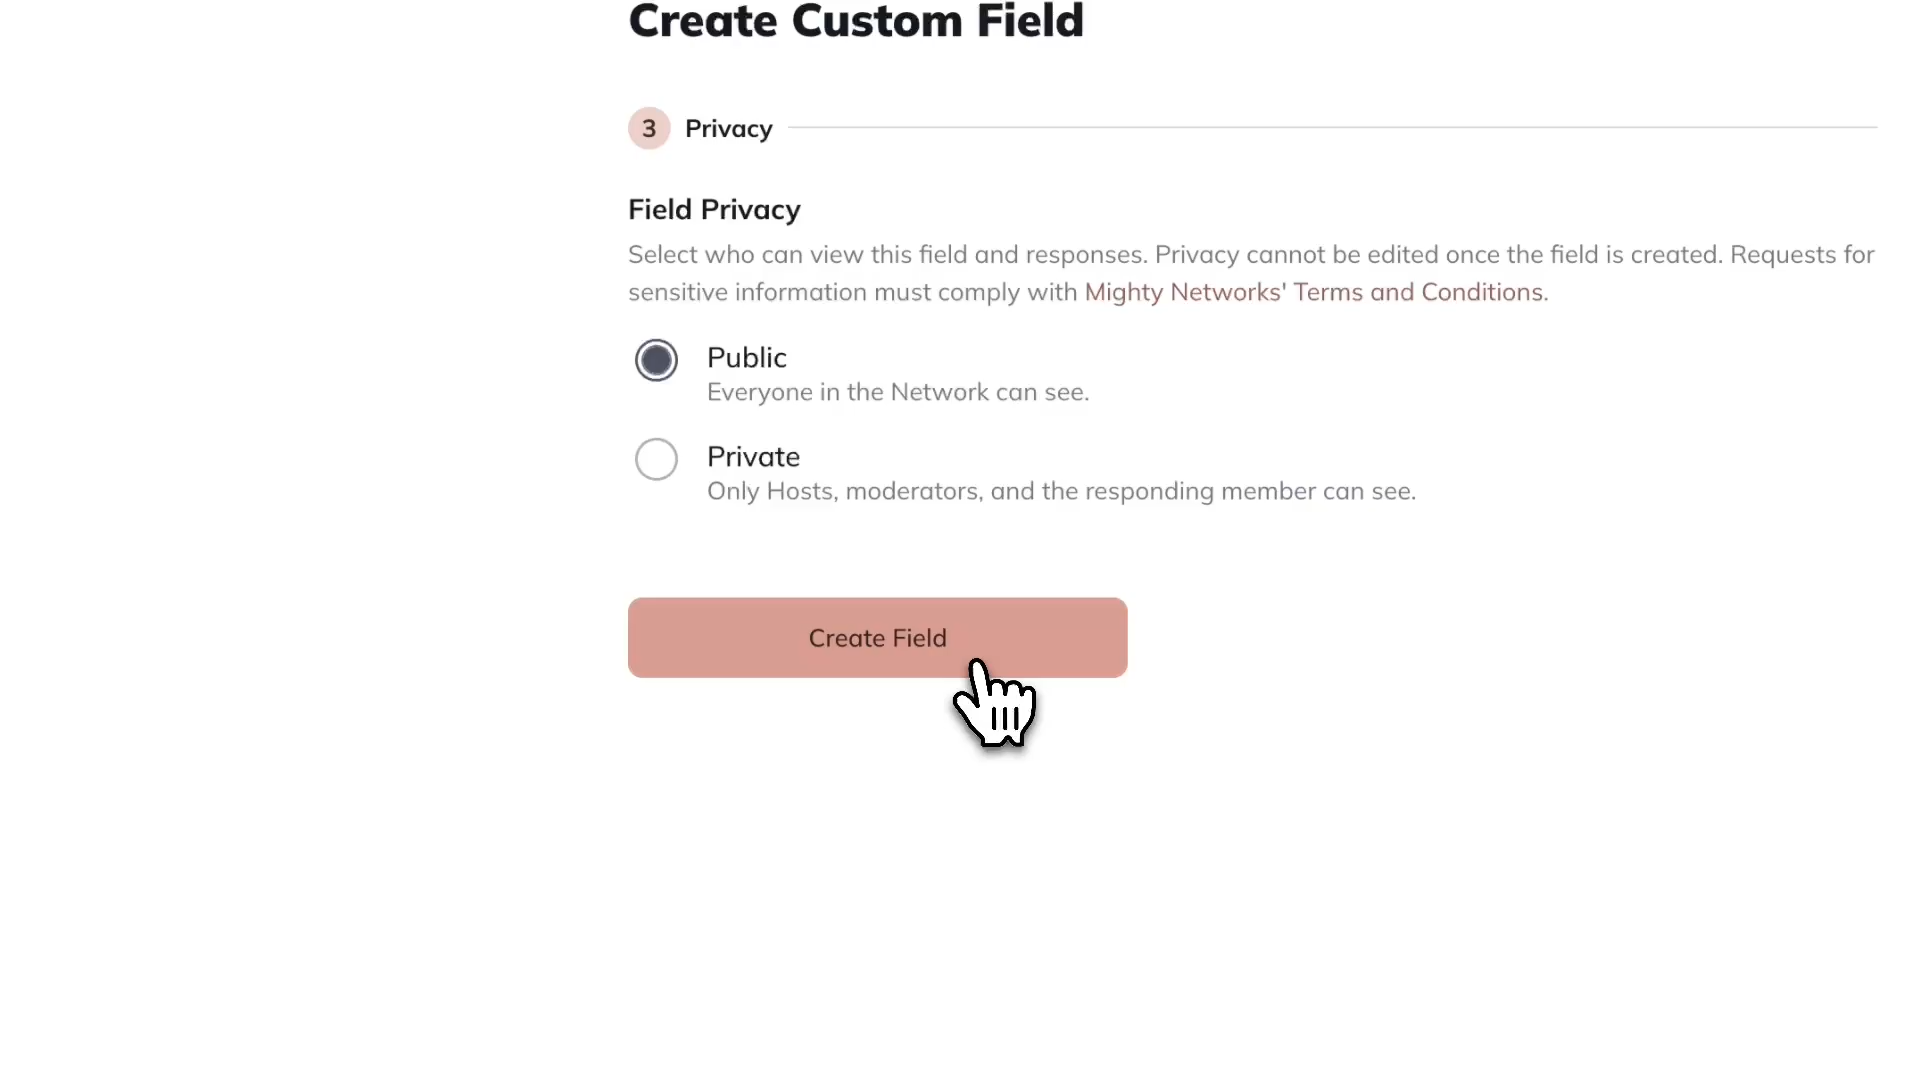 Create Custom Field
3 Privacy
Field Privacy
Select who can view this field and responses. Privacy cannot be edited once the field is created. Requests for
sensitive information must comply with Mighty Networks' Terms and Conditions.
Public
Everyone in the Network can see.
Private
Only Hosts, moderators, and the responding member can see.
Create Field